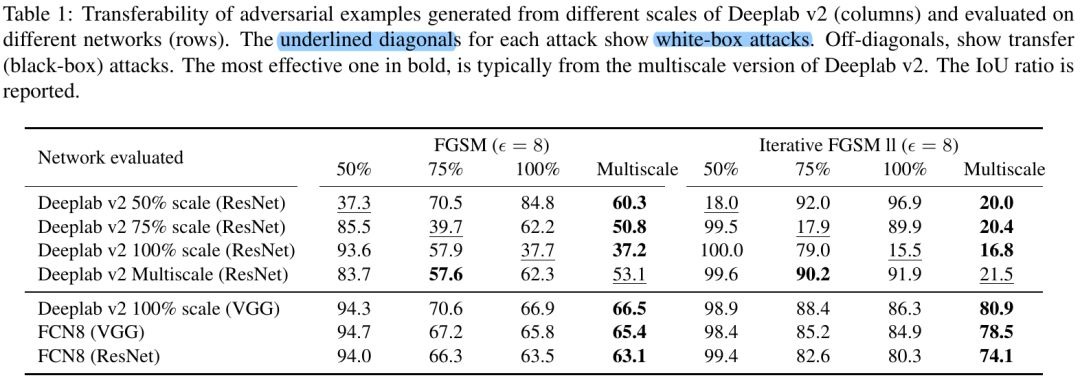 Table 1: Transferability of adversarial examples generated from different scales of Deeplab v2 (columns) and evaluated on
different networks (rows). The underlined diagonals for each attack show white-box attacks. Off-diagonals, show transfer
(black-box) attacks. The most effective one in bold, is typically from the multiscale version of Deeplab v2. The IoU ratio is
reported.
Network evaluated FGSM (ϵ = 8) Iterative FGSM ll (ϵ = 8)
50% 75% 100% Multiscale 50% 75% 100% Multiscale
Deeplab v2 50% scale (ResNet) 37.3 70.5 84.8 60.3 18.0 92.0 96.9 20.0
Deeplab v2 75% scale (ResNet) 85.5 39.7 62.2 50.8 99.5 17.9 89.9 20.4
Deeplab v2 100% scale (ResNet) 93.6 57.9 37.7 37.2 100.0 79.0 15.5 16.8
Deeplab v2 Multiscale (ResNet) 83.7 57.6 62.3 53.1 99.6 90.2 91.9 21.5
Deeplab v2 100% scale (VGG) 94.3 70.6 66.9 66.5 98.9 88.4 86.3 80.9
FCN8 (VGG) 94.7 67.2 65.8 65.4 98.4 85.2 84.9 78.5
FCN8 (ResNet) 94.0 66.3 63.5 63.1 99.4 82.6 80.3 74.1